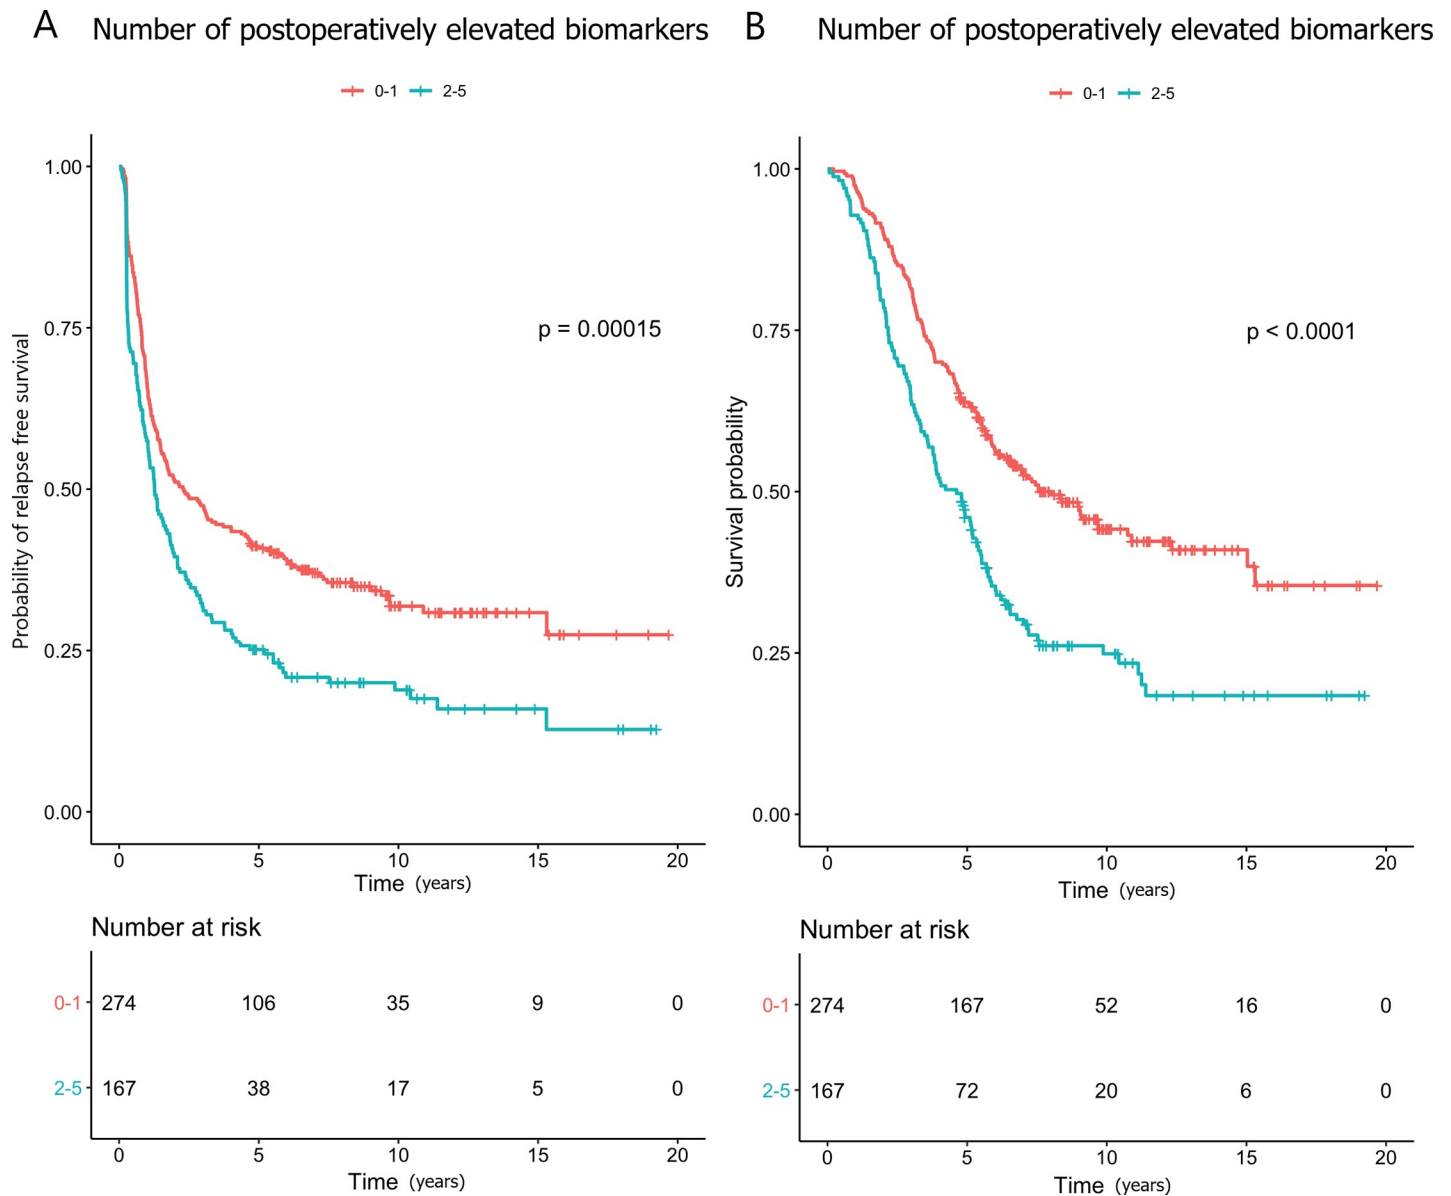 A Number of postoperatively elevated biomarkers
0-1 2-5
Probability of relapse free survival
1.00
0.75
0.50
0.25
0.00
p = 0.00015
0 5 10 15 20
Time (years)
Number at risk
0-1 274 106 35 9 0
2-5 167 38 17 5 0
0 5 10 15 20
Time (years)
B Number of postoperatively elevated biomarkers
0-1 2-5
Survival probability
1.00
0.75
0.50
0.25
0.00
p < 0.0001
0 5 10 15 20
Time (years)
Number at risk
0-1 274 167 52 16 0
2-5 167 72 20 6 0
0 5 10 15 20
Time (years)